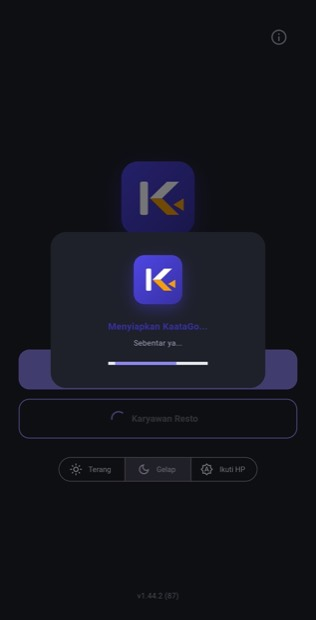 Menyiapkan KaataGo...
Sebentar ya...
Karyawan Resto
Terang
Gelap
Ikuti HP
v1.44.2 (87)